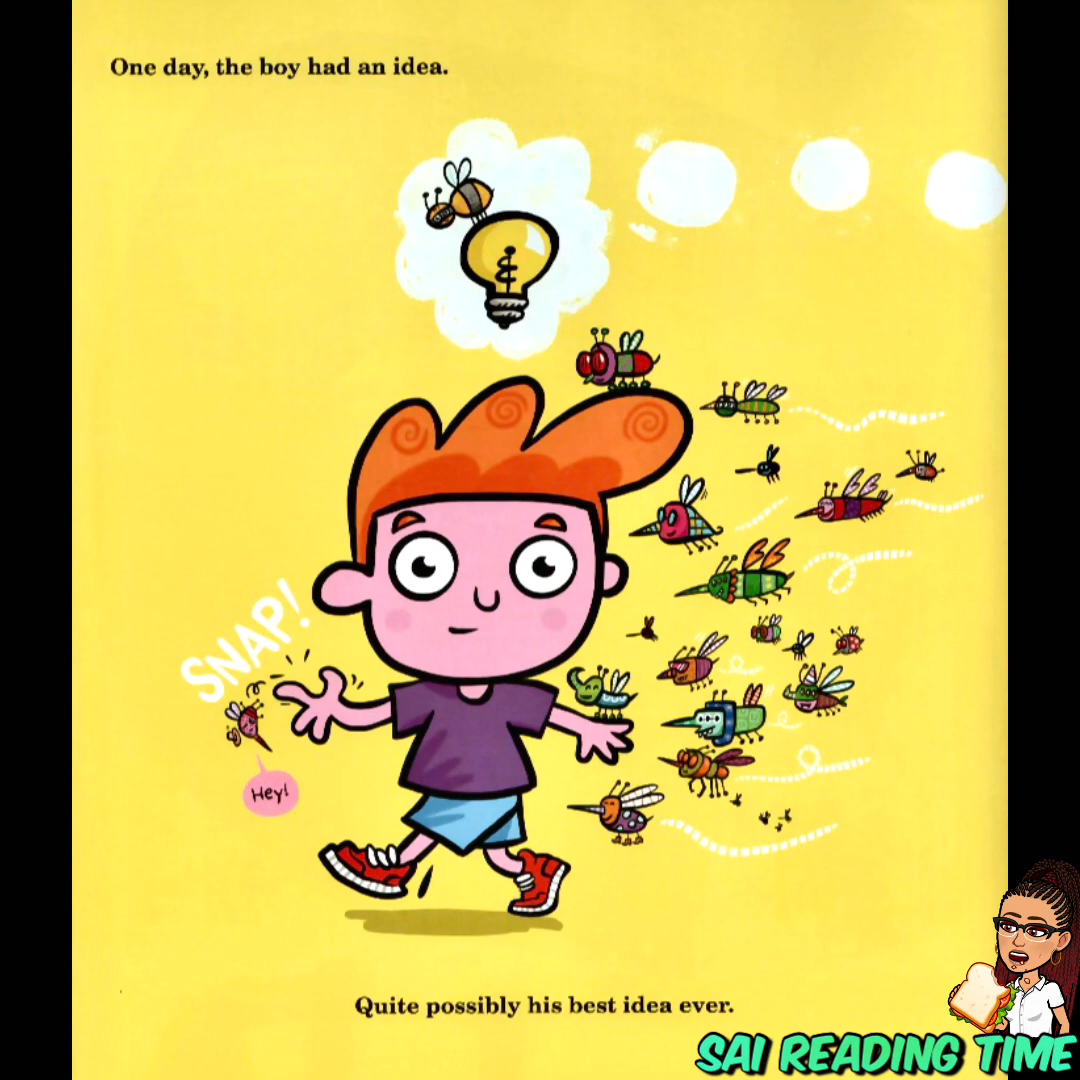 One day, the boy had an idea.
SNAP!
Hey!
Quite possibly his best idea ever.
SAI READING TIME